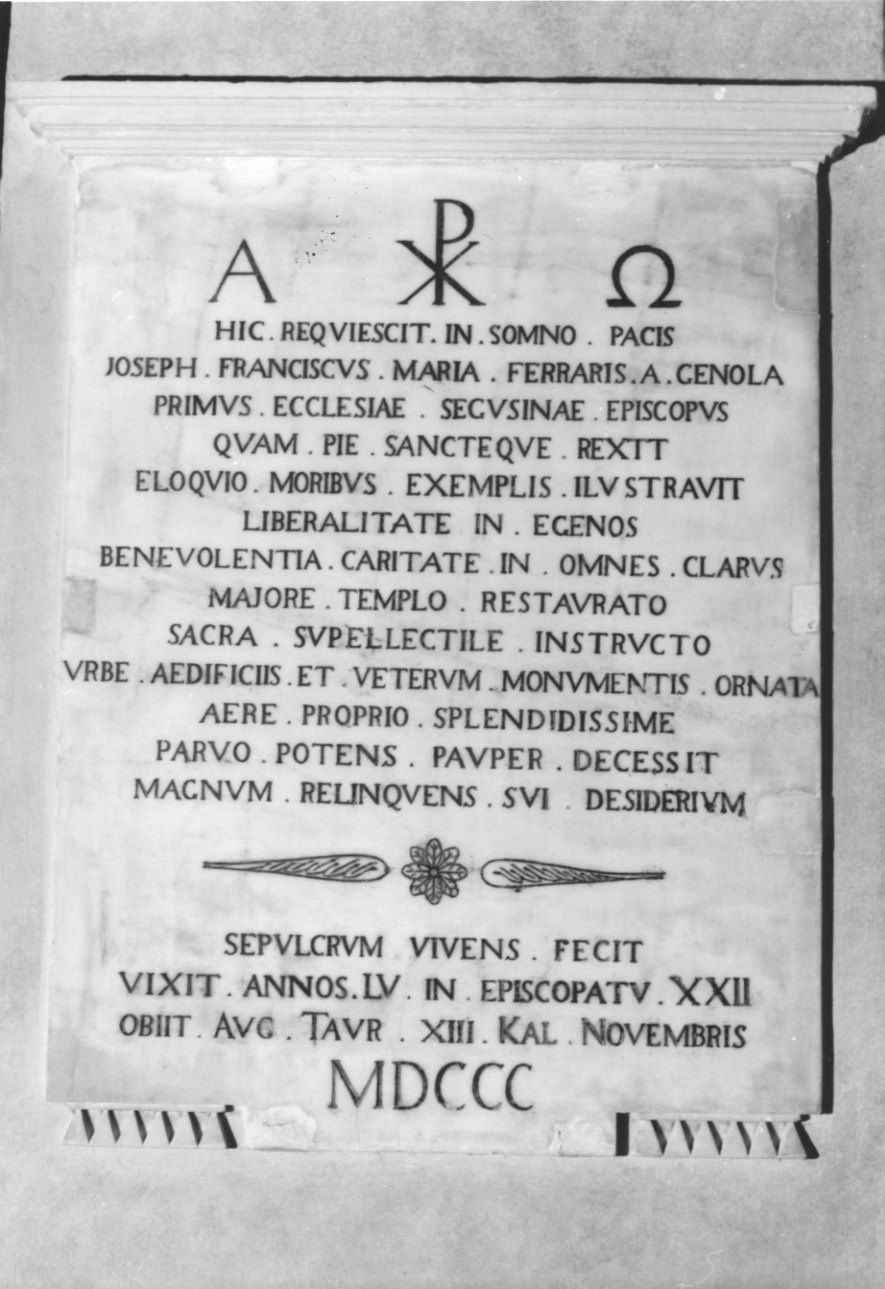 Α ☧ Ω
HIC . REQVIESCIT . IN . SOMNO . PACIS
JOSEPH . FRANCISCVS . MARIA . FERRARIS . A . GENOLA
PRIMVS . ECCLESIAE . SEGVSINAE . EPISCOPVS
QVAM . PIE . SANCTEQVE . REXIT
ELOQVIO . MORIBVS . EXEMPLIS . ILVSTRAVIT
LIBERALITATE IN . EGENOS
BENEVOLENTIA . CARITATE . IN . OMNES . CLARVS
MAJORE . TEMPLO . RESTAVRATO
SACRA . SVPELLECTILE . INSTRVCTO
VRBE . AEDIFICIIS . ET . VETERVM . MONVMENTIS . ORNATA
AERE . PROPRIO . SPLENDIDISSIME
PARVO . POTENS . PAVPER . DECESSIT
MAGNVM . RELINQVENS . SVI . DESIDERIVM
SEPVLCRVM VIVENS . FECIT
VIXIT . ANNOS . LV . IN . EPISCOPATV . XXII
OBIIT . AVG . TAVR . XIII . KAL . NOVEMBRIS
MDCCC